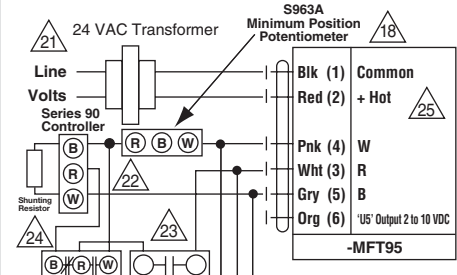 S963A
Minimum Position
Potentiometer
21
24 VAC Transformer
18
Line
Volts
Blk (1) Common
Red (2) + Hot
25
Series 90
Controller
B
R
W
R B W
22
Pnk (4) W
Wht (3) R
Gry (5) B
Org (6) 'U5' Output 2 to 10 VDC
Shunting
Resistor
24
23
B R W
-MFT95